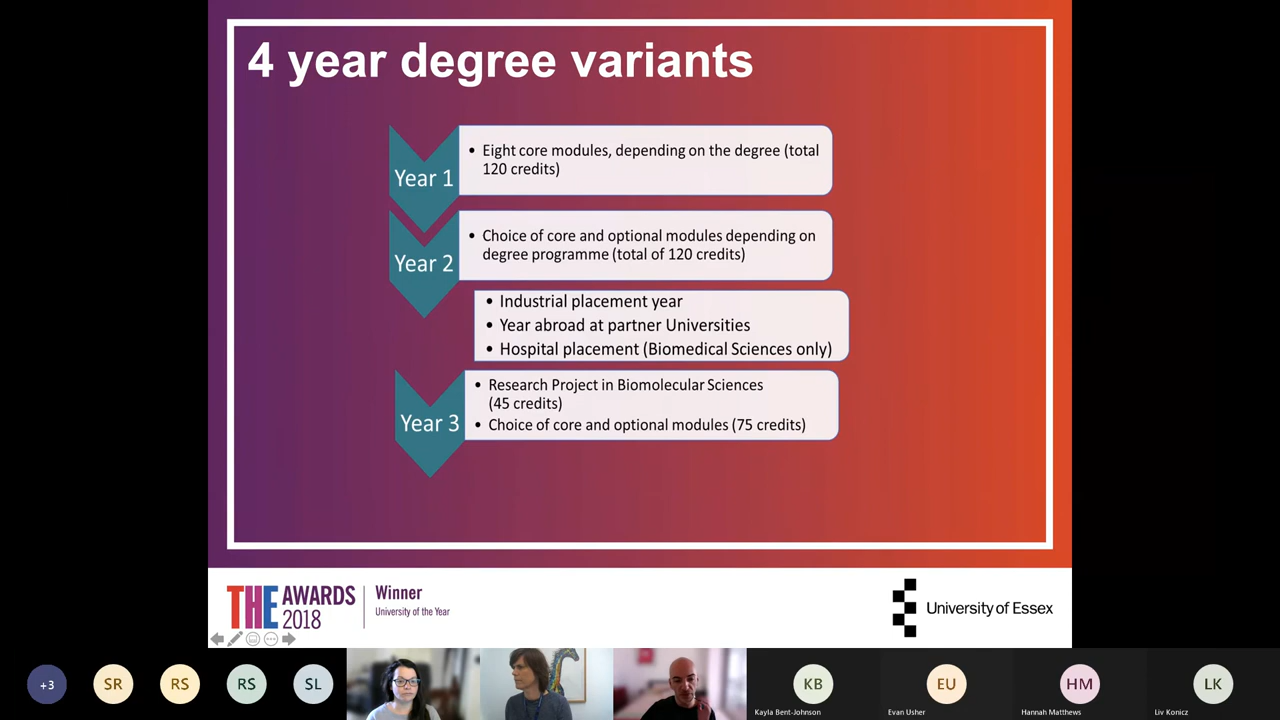 4 year degree variants
Year 1
• Eight core modules, depending on the degree (total
120 credits)
Year 2
• Choice of core and optional modules depending on
degree programme (total of 120 credits)
• Industrial placement year
• Year abroad at partner Universities
• Hospital placement (Biomedical Sciences only)
Year 3
• Research Project in Biomolecular Sciences
(45 credits)
• Choice of core and optional modules (75 credits)
THE AWARDS
2018
Winner
University of the Year
University of Essex
+3
SR
RS
RS
SL
KB
Kayla Bent-Johnson
EU
Evan Usher
HM
Hannah Matthews
LK
Liv Konicz